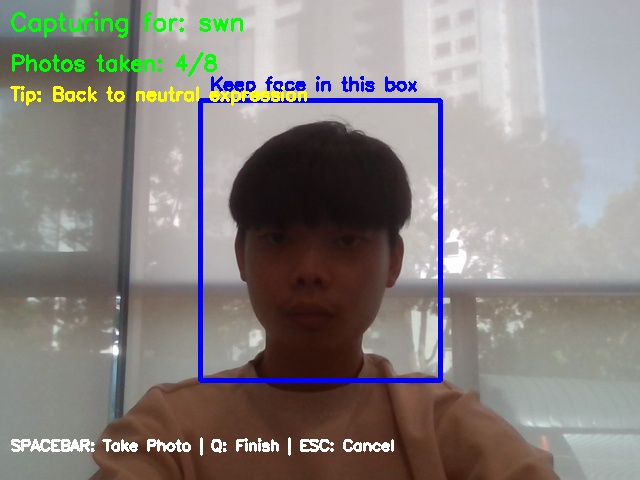 Capturing for: swn
Photos taken: 4/8
Keep face in this box
Tip: Back to neutral expression
SPACEBAR: Take Photo | Q: Finish | ESC: Cancel